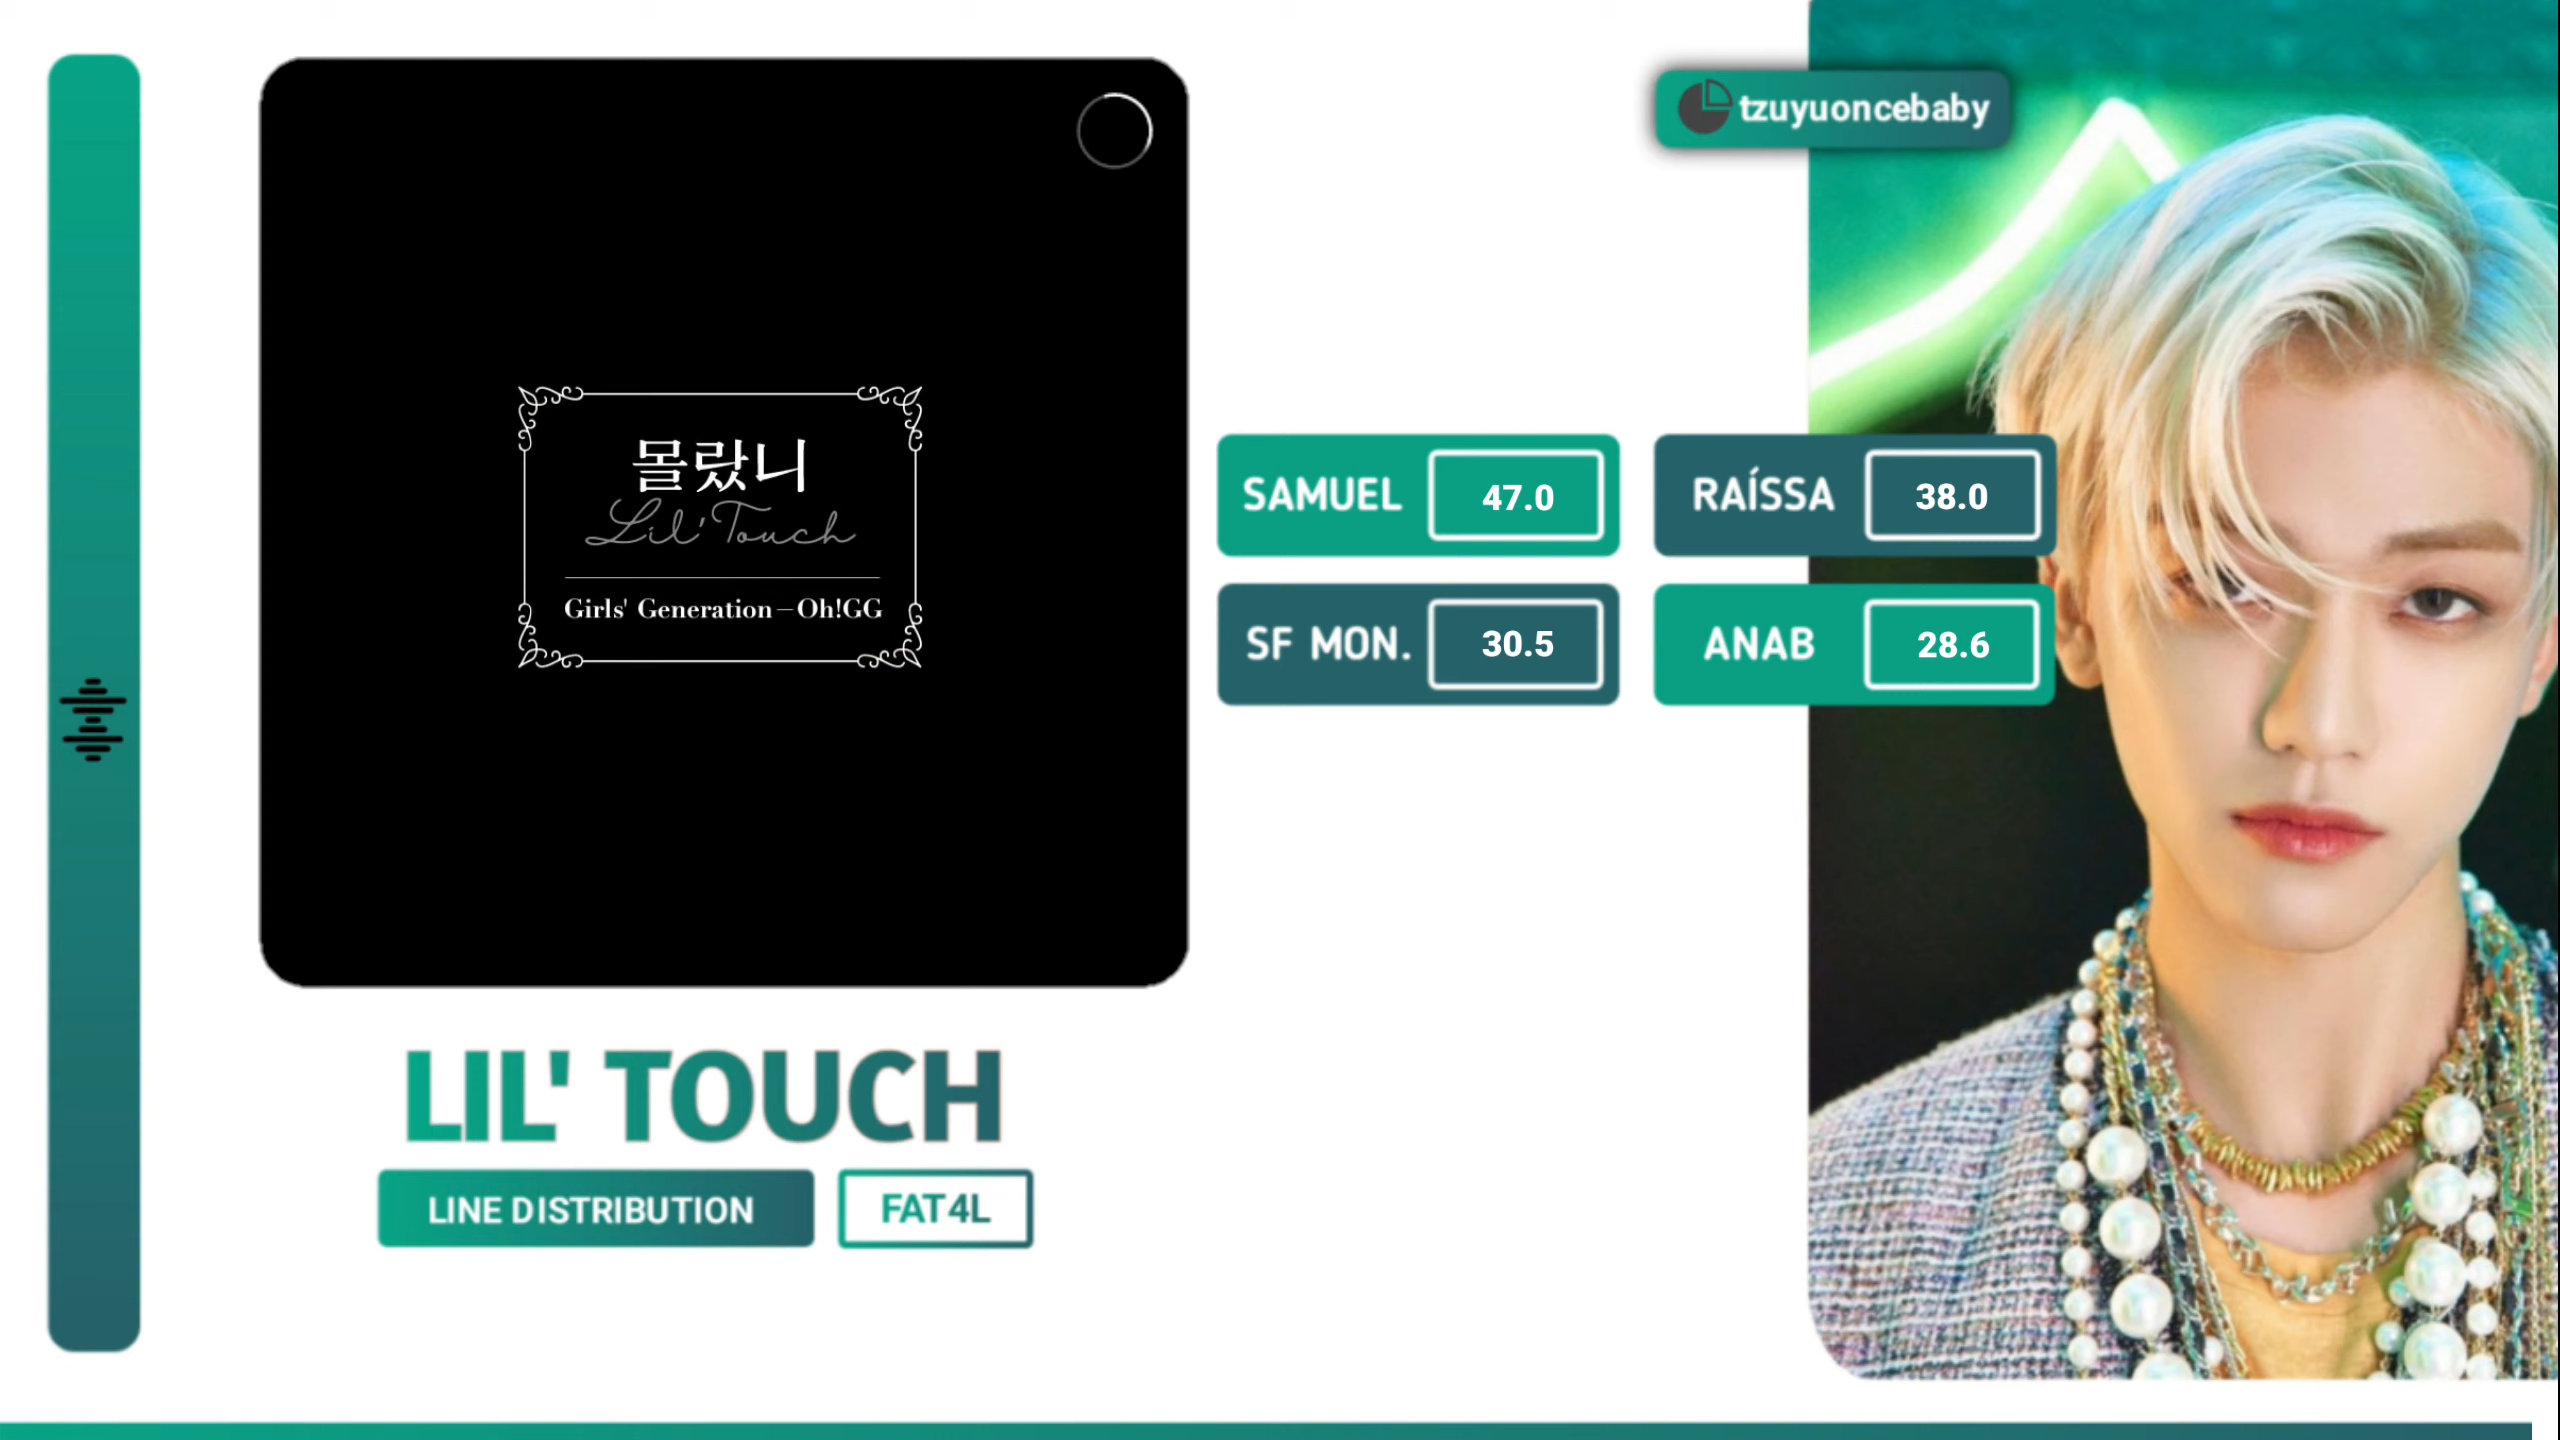 tzuyuoncebaby
몰랐니
Lil' Touch
Girls' Generation—Oh!GG
SAMUEL 47.0
RAÍSSA 38.0
SF MON. 30.5
ANAB 28.6
LIL' TOUCH
LINE DISTRIBUTION
FAT4L